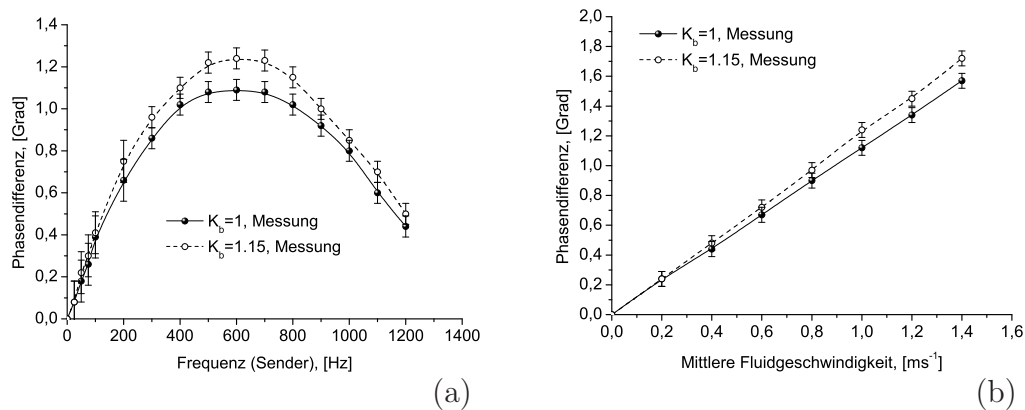 1,4
1,2
1,0
0,8
0,6
0,4
0,2
0,0
Phasendifferenz, [Grad]
K_b=1, Messung
K_b=1.15, Messung
0 200 400 600 800 1000 1200 1400
Frequenz (Sender), [Hz]
(a)
2,0
1,8
1,6
1,4
1,2
1,0
0,8
0,6
0,4
0,2
0,0
Phasendifferenz, [Grad]
K_b=1, Messung
K_b=1.15, Messung
0,0 0,2 0,4 0,6 0,8 1,0 1,2 1,4 1,6
Mittlere Fluidgeschwindigkeit, [ms⁻¹]
(b)